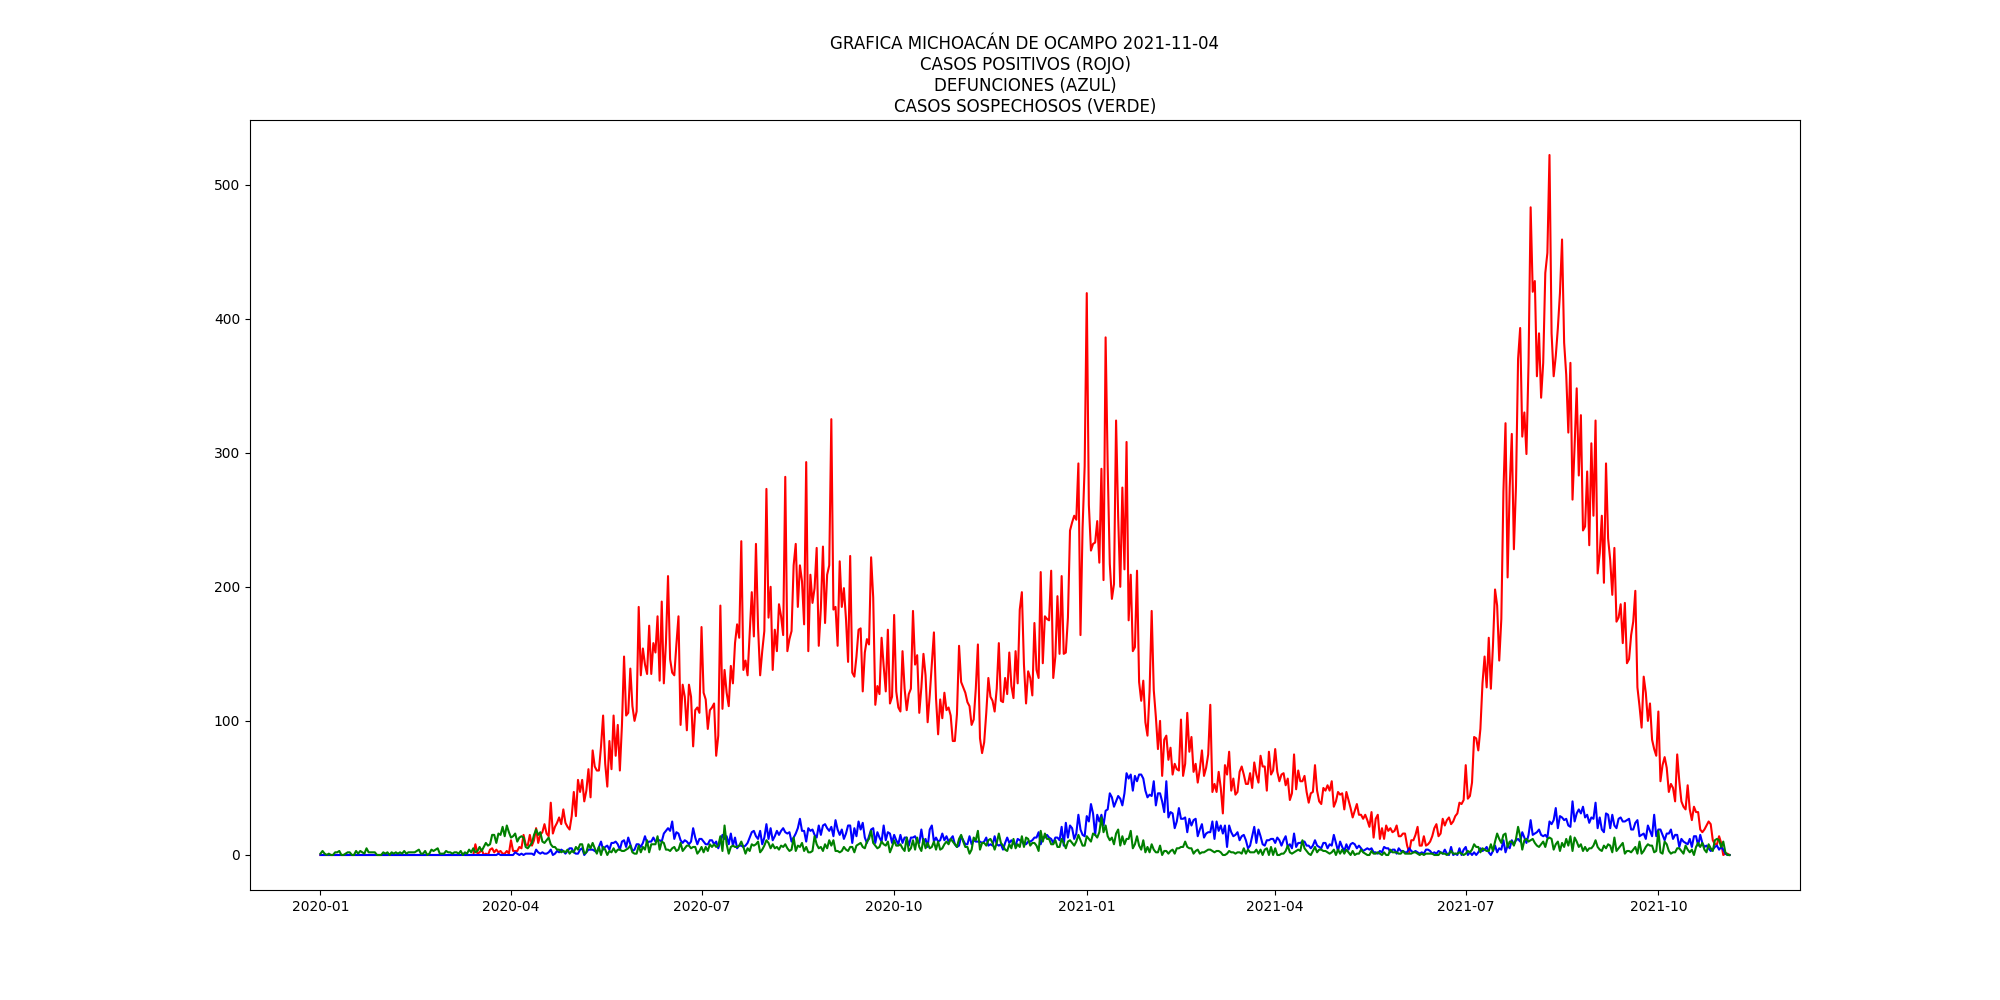 GRAFICA MICHOACÁN DE OCAMPO 2021-11-04
CASOS POSITIVOS (ROJO)
DEFUNCIONES (AZUL)
CASOS SOSPECHOSOS (VERDE)
500
400
300
200
100
0
2020-01 2020-04 2020-07 2020-10 2021-01 2021-04 2021-07 2021-10